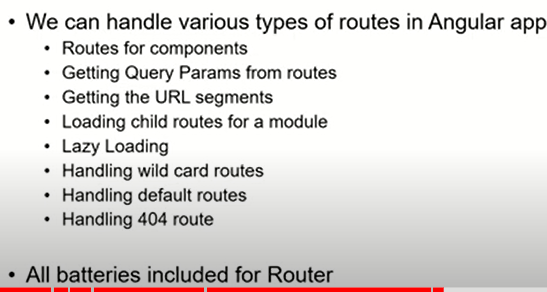 • We can handle various types of routes in Angular app
• Routes for components
• Getting Query Params from routes
• Getting the URL segments
• Loading child routes for a module
• Lazy Loading
• Handling wild card routes
• Handling default routes
• Handling 404 route
• All batteries included for Router